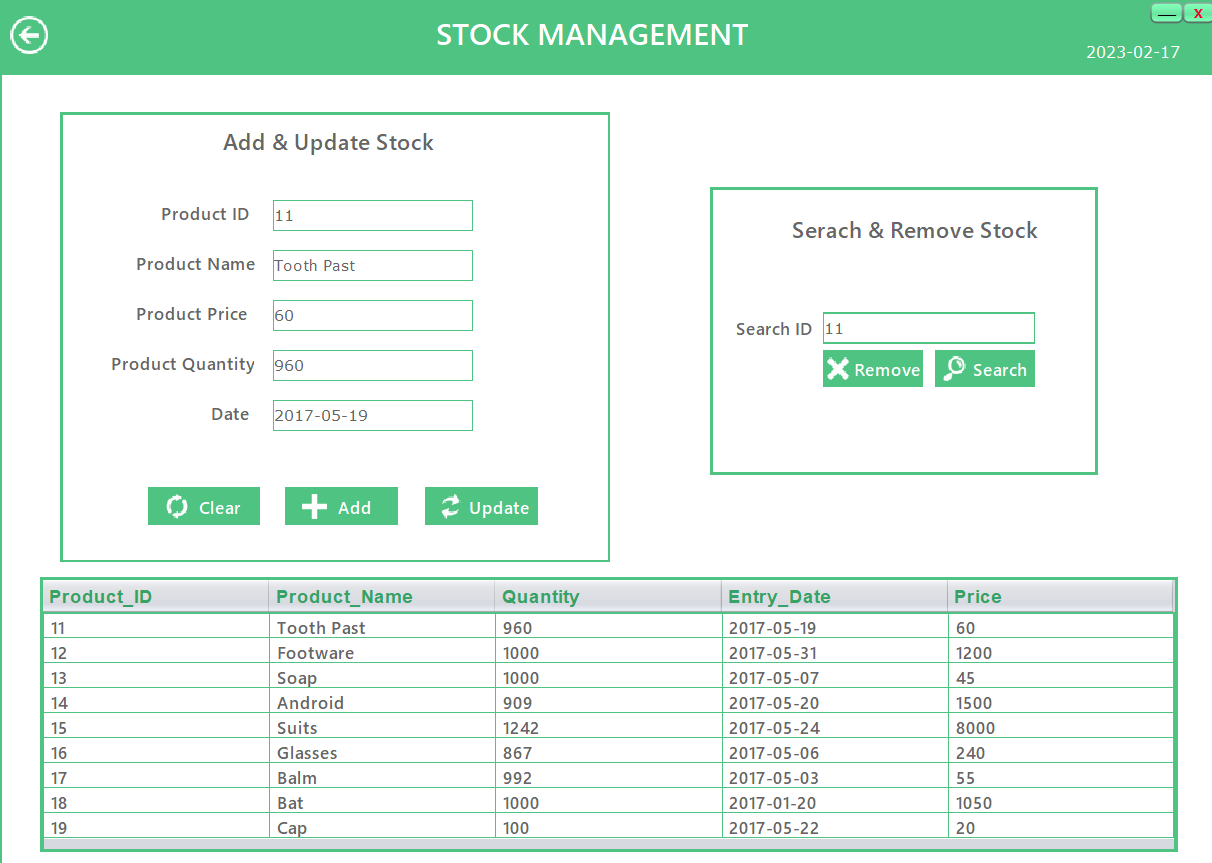 STOCK MANAGEMENT
X
2023-02-17
Add & Update Stock
Product ID 11
Product Name Tooth Past
Product Price 60
Product Quantity 960
Date 2017-05-19
Clear Add Update
Serach & Remove Stock
Search ID 11
Remove Search
Product_ID Product_Name Quantity Entry_Date Price
11 Tooth Past 960 2017-05-19 60
12 Footware 1000 2017-05-31 1200
13 Soap 1000 2017-05-07 45
14 Android 909 2017-05-20 1500
15 Suits 1242 2017-05-24 8000
16 Glasses 867 2017-05-06 240
17 Balm 992 2017-05-03 55
18 Bat 1000 2017-01-20 1050
19 Cap 100 2017-05-22 20